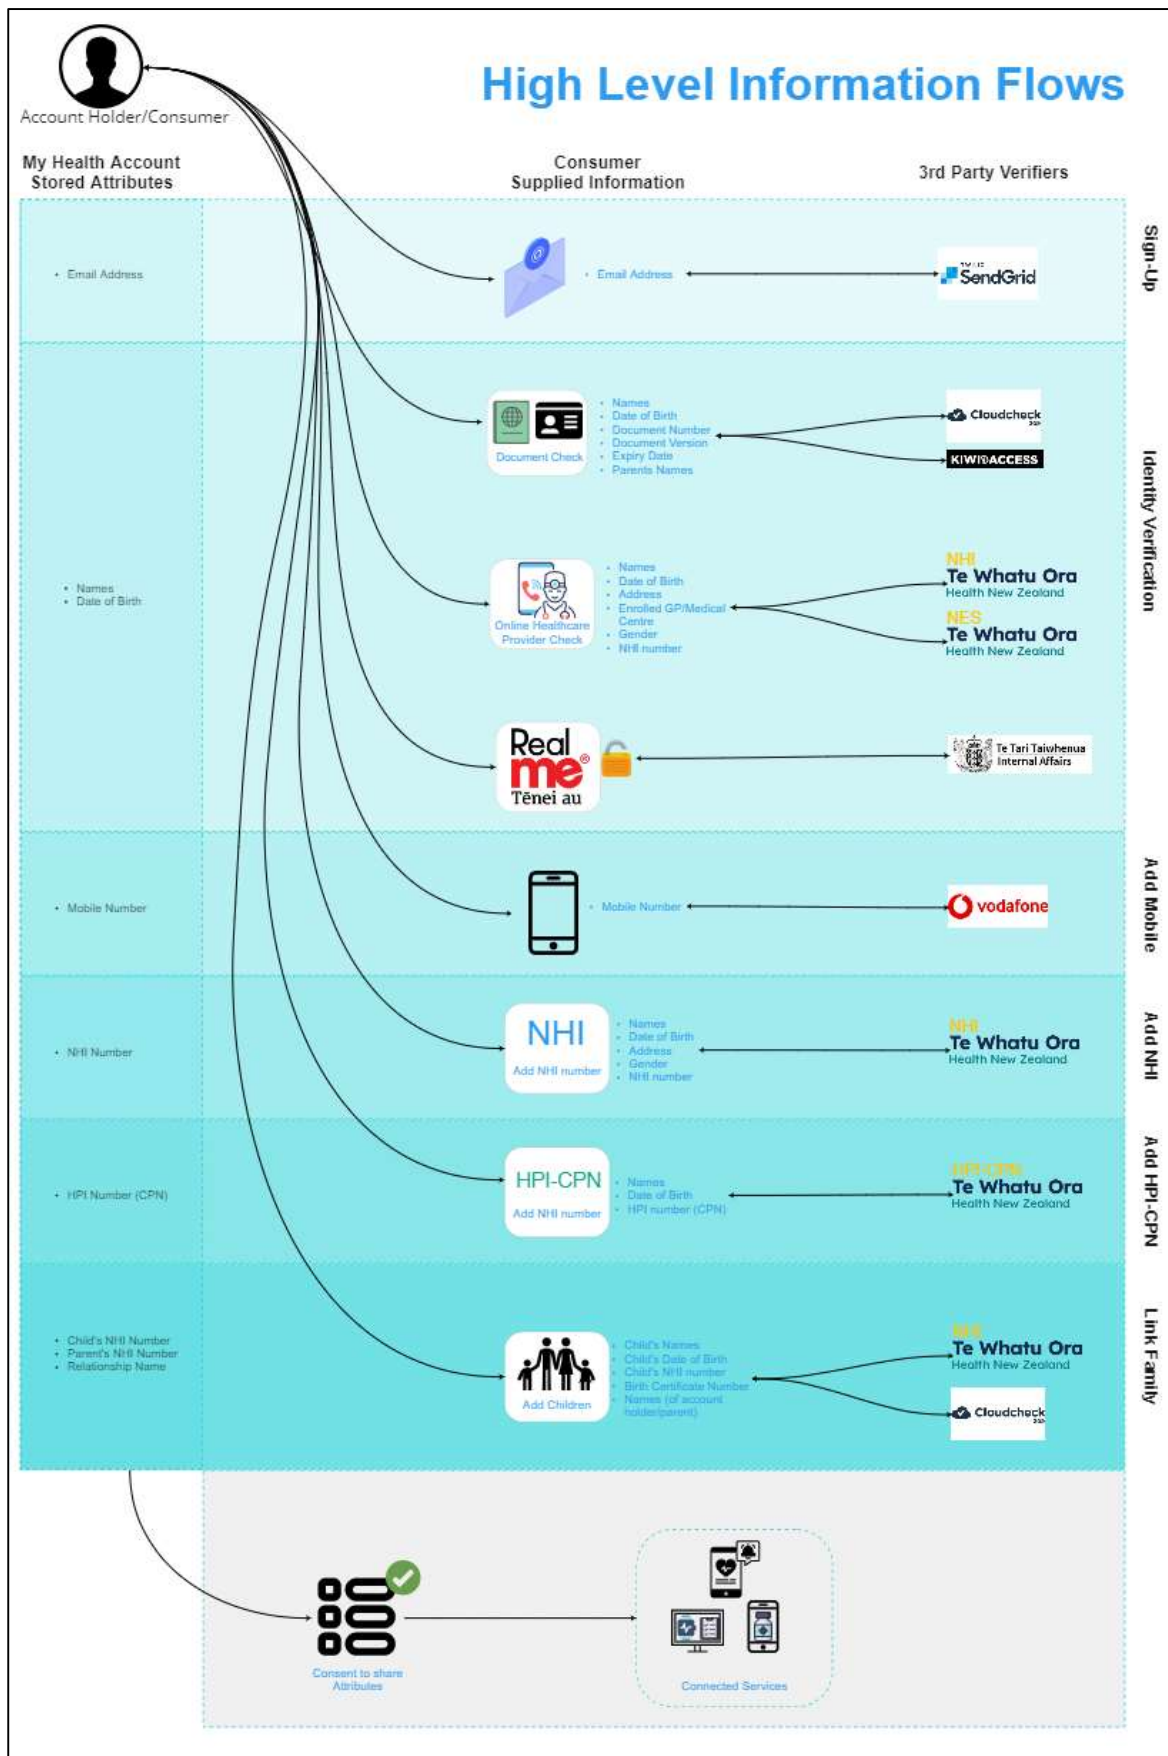 High Level Information Flows
Account Holder/Consumer
My Health Account
Stored Attributes
Consumer
Supplied Information
3rd Party Verifiers
Sign-Up
• Email Address
• Email Address
SendGrid
Identity Verification
• Names
• Date of Birth
Document Check
• Names
• Date of Birth
• Document Number
• Document Version
• Expiry Date
• Parents Names
Cloudcheck
KIWI ACCESS
Online Healthcare
Provider Check
• Names
• Date of Birth
• Address
• Enrolled GP/Medical
Centre
• Gender
• NHI number
NHI
Te Whatu Ora
Health New Zealand
NES
Te Whatu Ora
Health New Zealand
Real
me®
Tēnei au
Te Tari Taiwhenua
Internal Affairs
Add Mobile
• Mobile Number
• Mobile Number
vodafone
Add NHI
• NHI Number
NHI
Add NHI number
• Names
• Date of Birth
• Address
• Gender
• NHI number
NHI
Te Whatu Ora
Health New Zealand
Add HPI-CPN
• HPI Number (CPN)
HPI-CPN
Add NHI number
• Names
• Date of Birth
• HPI number (CPN)
HPI-CPN
Te Whatu Ora
Health New Zealand
Link Family
• Child's NHI Number
• Parent's NHI Number
• Relationship Name
Add Children
• Child's Names
• Child's Date of Birth
• Child's NHI number
• Birth Certificate Number
• Names (of account
holder/parent)
NHI
Te Whatu Ora
Health New Zealand
Cloudcheck
Consent to share
Attributes
Connected Services